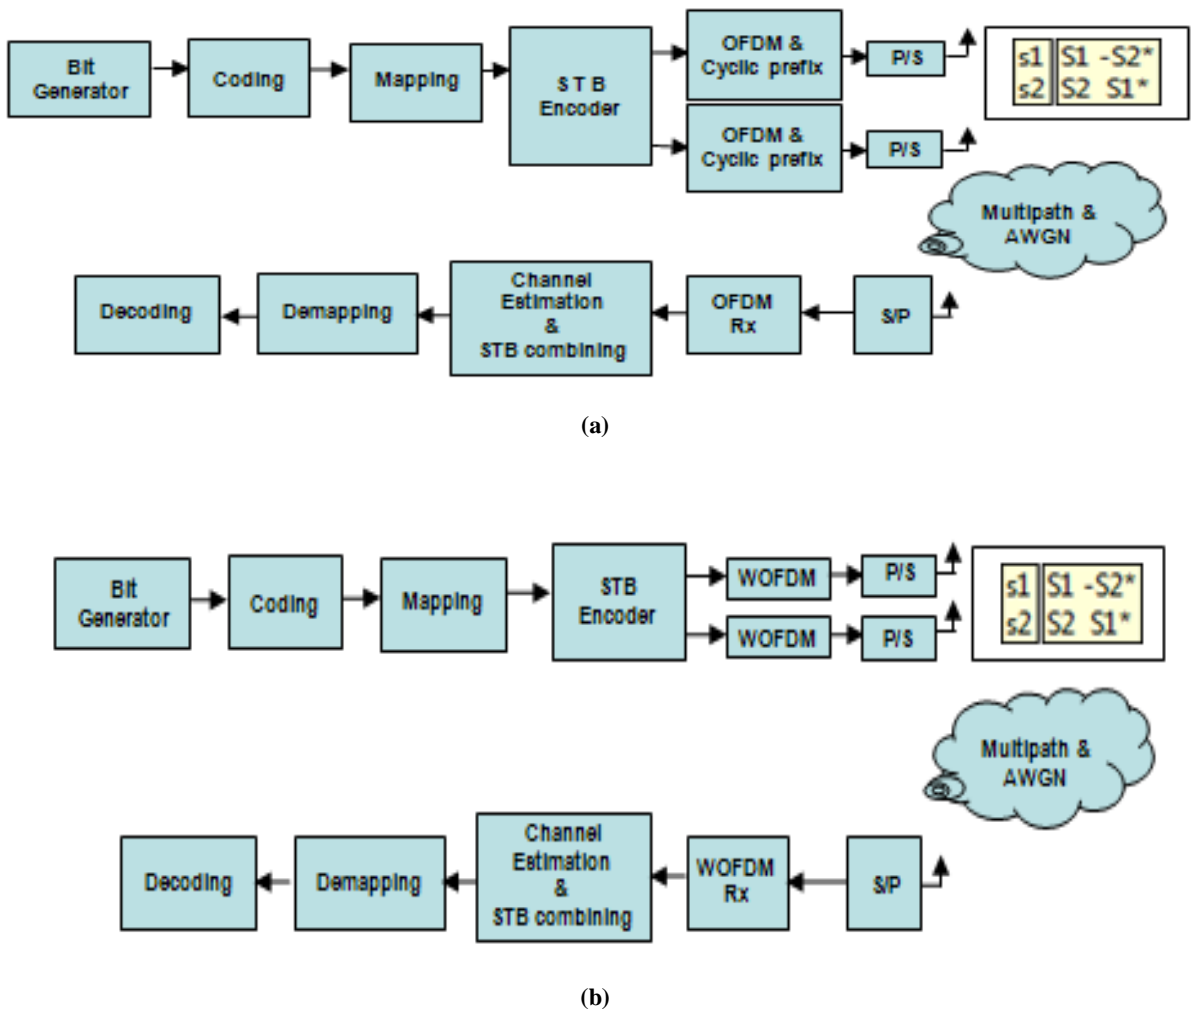 Bit
Generator
Coding
Mapping
S T B
Encoder
OFDM &
Cyclic prefix
P/S
OFDM &
Cyclic prefix
P/S
s1 S1 -S2*
s2 S2 S1*
Multipath &
AWGN
Decoding
Demapping
Channel
Estimation
&
STB combining
OFDM
Rx
S/P
(a)
Bit
Generator
Coding
Mapping
STB
Encoder
WOFDM
P/S
WOFDM
P/S
s1 S1 -S2*
s2 S2 S1*
Multipath &
AWGN
Decoding
Demapping
Channel
Estimation
&
STB combining
WOFDM
Rx
S/P
(b)